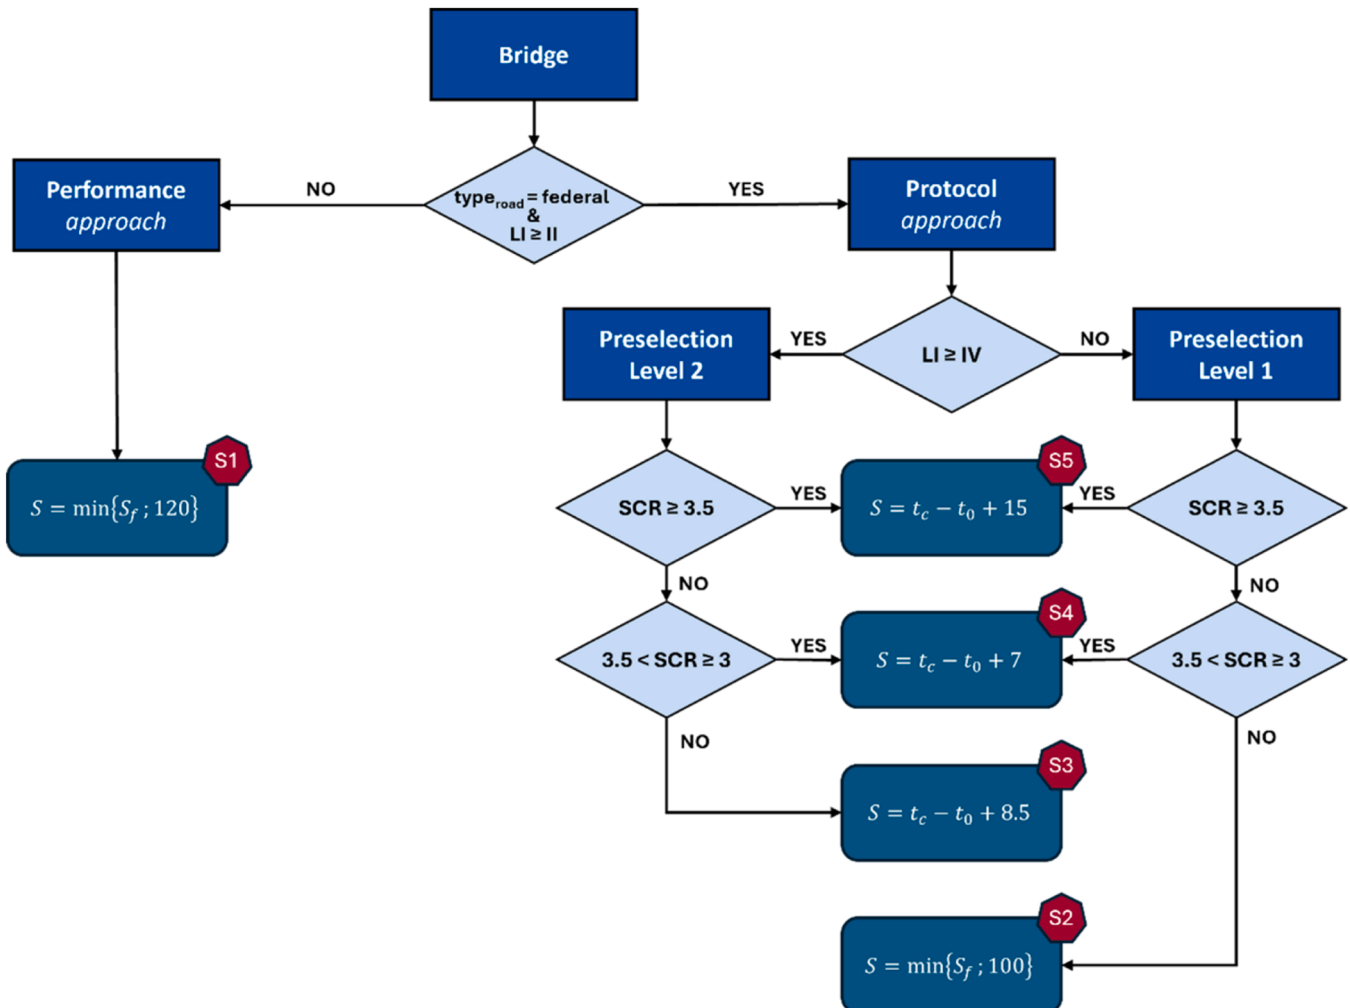 Bridge
Performance
approach
NO
type_road = federal
&
LI ≥ II
YES
Protocol
approach
Preselection
Level 2
YES
LI ≥ IV
NO
Preselection
Level 1
S1
S = min{S_f ; 120}
SCR ≥ 3.5
YES
S5
S = t_c − t_0 + 15
YES
SCR ≥ 3.5
NO
NO
3.5 < SCR ≥ 3
YES
S4
S = t_c − t_0 + 7
YES
3.5 < SCR ≥ 3
NO
NO
S3
S = t_c − t_0 + 8.5
S2
S = min{S_f ; 100}